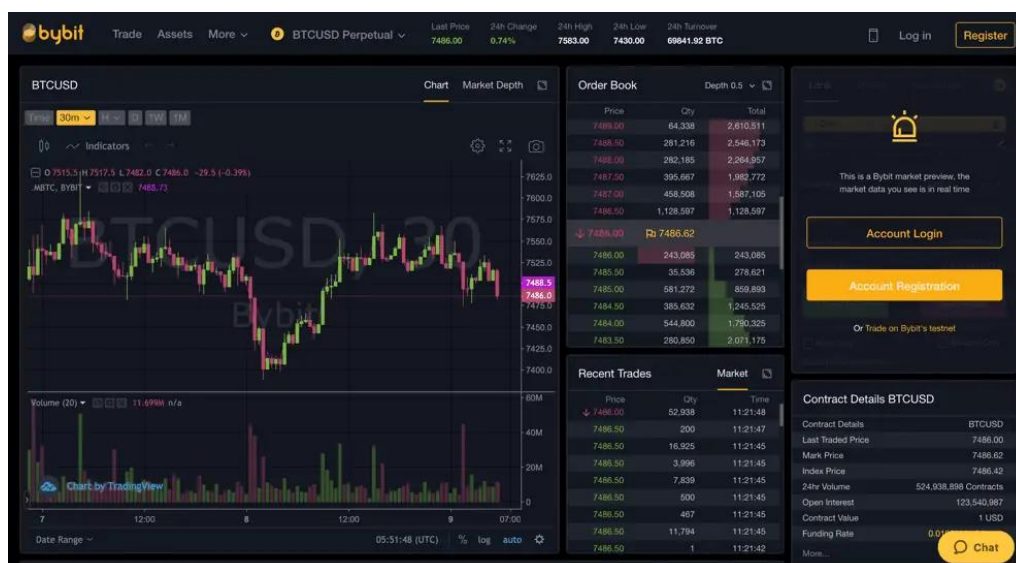 bybit
Trade Assets More BTCUSD Perpetual
Last Price 24h Change 24h High 24h Low 24h Turnover
7486.00 0.74% 7583.00 7430.00 69841.92 BTC
Log in Register
BTCUSD
Chart Market Depth
Time 30m H D 1W 1M
Indicators
O 7515.5 H 7517.5 L 7482.0 C 7486.0 -29.5 (-0.39%)
.MBTC, BYBIT 7488.73
BTCUSD, 30
Bybit
7625.0
7600.0
7575.0
7550.0
7525.0
7488.5
7486.0
7475.0
7450.0
7425.0
7400.0
Volume (20) 11.699M n/a
60M
40M
20M
0
Chart by TradingView
7 12:00 8 12:00 9 07:00
Date Range 05:51:48 (UTC) % log auto
Order Book Depth 0.5
Price Qty Total
64,338 2,610,511
7488.50 281,216 2,546,173
7488.00 282,185 2,264,957
7487.50 395,667 1,982,772
7487.00 458,508 1,587,105
7486.50 1,128,597 1,128,597
7486.00 7486.62
7486.00 243,085 243,085
7485.50 35,536 278,621
7485.00 581,272 859,893
7484.50 385,632 1,245,525
7484.00 544,800 1,790,325
7483.50 280,850 2,071,175
Recent Trades Market
Price Qty Time
7486.00 52,938 11:21:48
7486.50 200 11:21:47
7486.50 16,925 11:21:45
7486.50 3,996 11:21:45
7486.50 7,839 11:21:45
7486.50 500 11:21:45
7486.50 467 11:21:45
7486.50 11,794 11:21:45
7486.50 1 11:21:42
This is a Bybit market preview, the
market data you see is in real time
Account Login
Account Registration
Or Trade on Bybit's testnet
Contract Details BTCUSD
Contract Details BTCUSD
Last Traded Price 7486.00
Mark Price 7486.62
Index Price 7486.42
24hr Volume 524,938,898 Contracts
Open Interest 123,540,987
Contract Value 1 USD
Funding Rate
More...
Chat